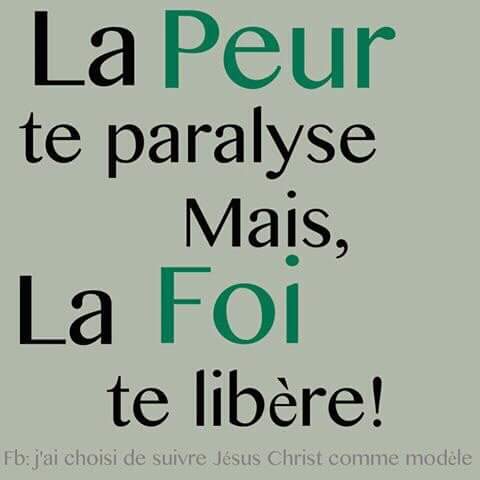 La Peur
te paralyse
Mais,
La Foi
te libère!
Fb: j'ai choisi de suivre Jésus Christ comme modèle